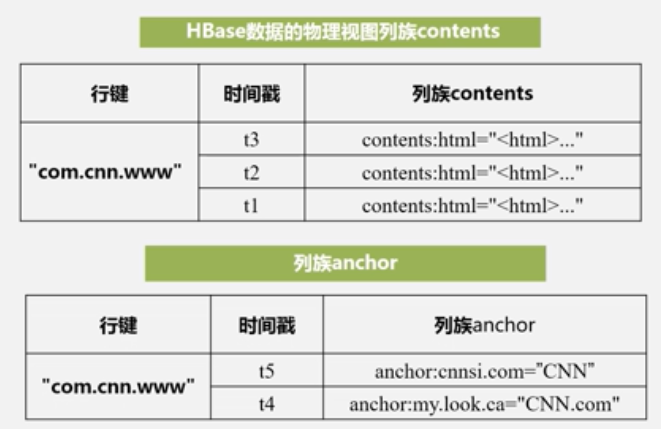 HBase数据的物理视图列族contents
行键 时间戳 列族contents
"com.cnn.www" t3 contents:html="<html>..."
t2 contents:html="<html>..."
t1 contents:html="<html>..."
列族anchor
行键 时间戳 列族anchor
"com.cnn.www" t5 anchor:cnnsi.com="CNN"
t4 anchor:my.look.ca="CNN.com"